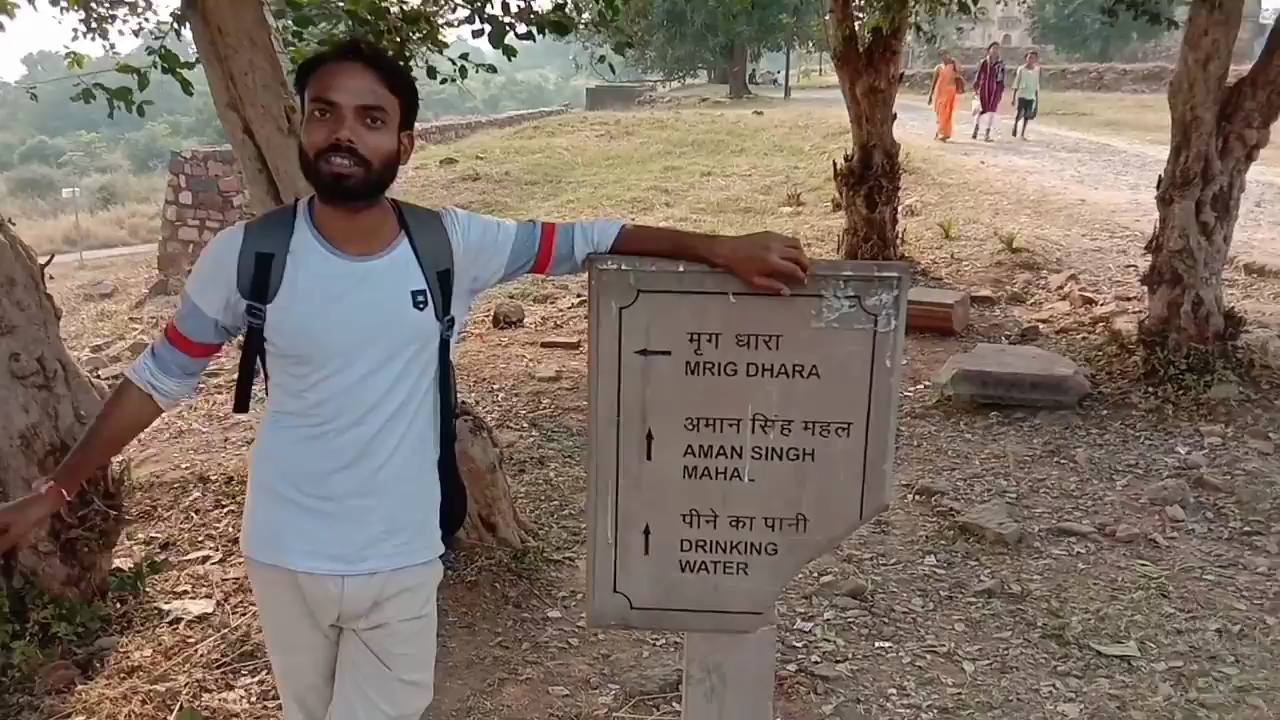 मृग धारा
MRIG DHARA
अमान सिंह महल
AMAN SINGH
MAHAL
पीने का पानी
DRINKING
WATER